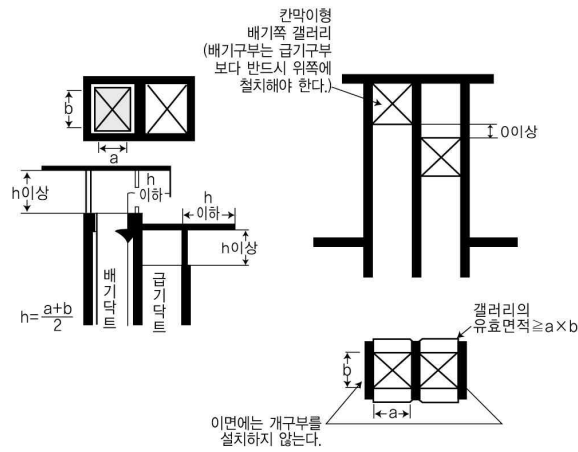 칸막이형
배기쪽 갤러리
(배기구부는 급기구부
보다 반드시 위쪽에
철치해야 한다.)
b
a
0이상
h이상
h
이하
h
이하
h이상
배기닥트
급기닥트
h=a+b/2
갤러리의
유효면적≧a×b
b
a
이면에는 개구부를
설치하지 않는다.